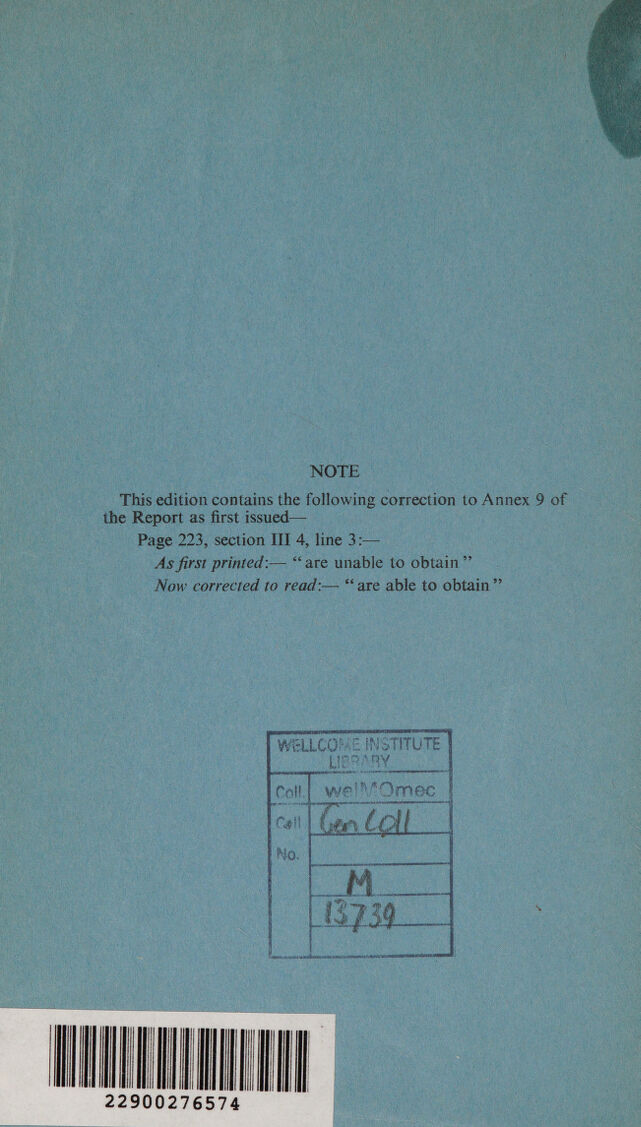 NOTE
This edition contains the following correction to Annex 9 of
the Report as first issued—
Page 223, section III 4, line 3:—
As first printed:— “are unable to obtain”
Now corrected to read:— “are able to obtain”
WELLCOME INSTITUTE
LIBRARY
Coll. welMOmec
Call Gen Coll
No.
M
13739
22900276574